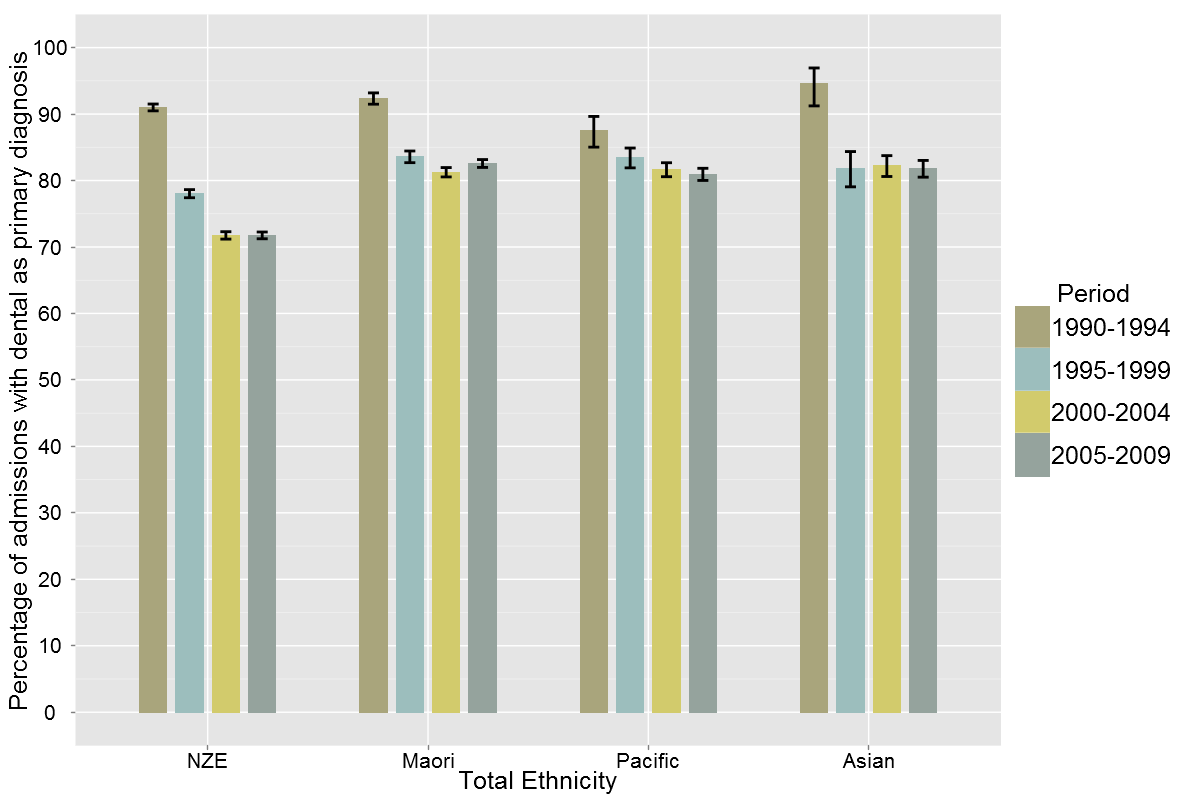 Percentage of admissions with dental as primary diagnosis
100
90
80
70
60
50
40
30
20
10
0
NZE
Maori
Pacific
Asian
Total Ethnicity
Period
1990-1994
1995-1999
2000-2004
2005-2009